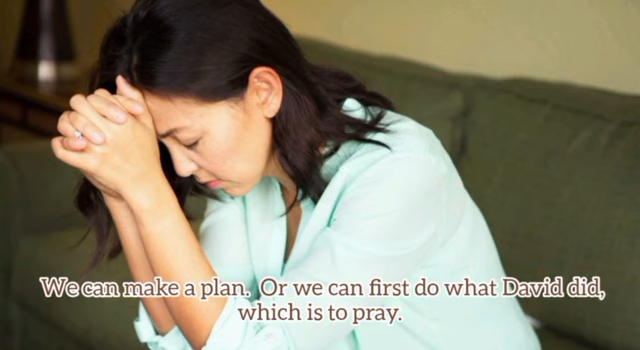 We can make a plan.  Or we can first do what David did,
which is to pray.